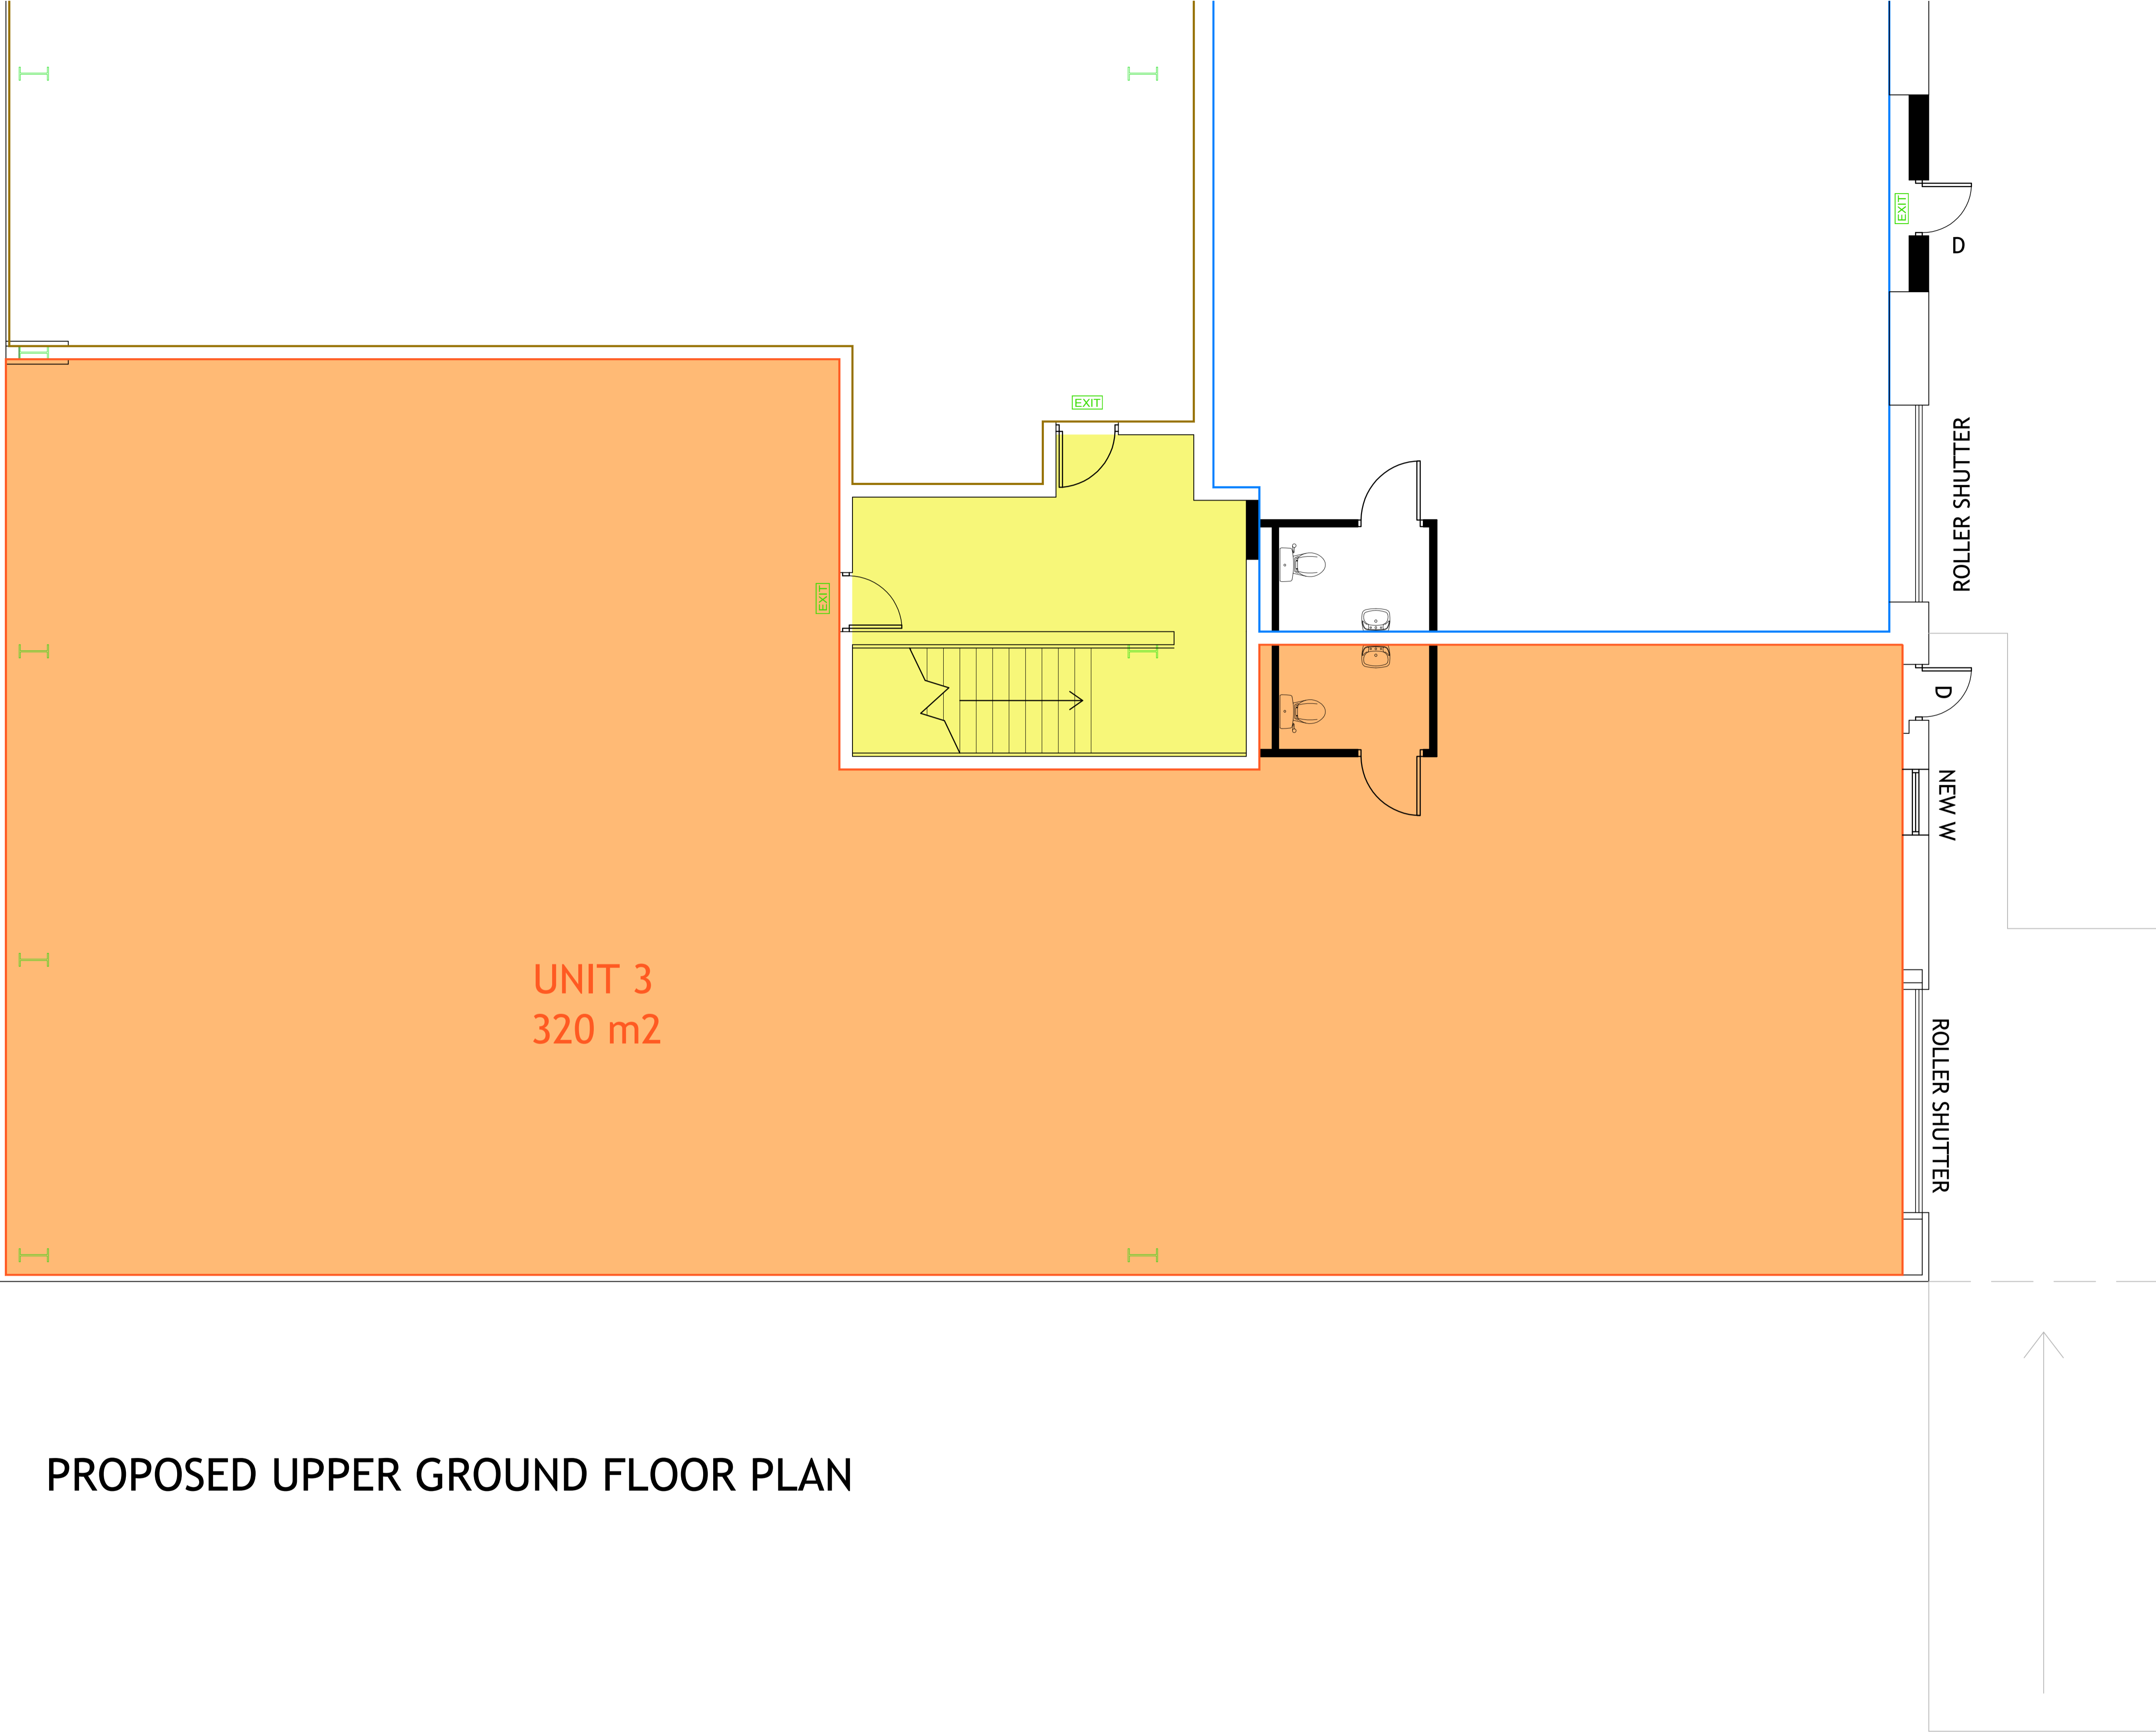 EXIT
D
ROLLER SHUTTER
EXIT
EXIT
D
NEW W
UNIT 3
320 m2
ROLLER SHUTTER
PROPOSED UPPER GROUND FLOOR PLAN